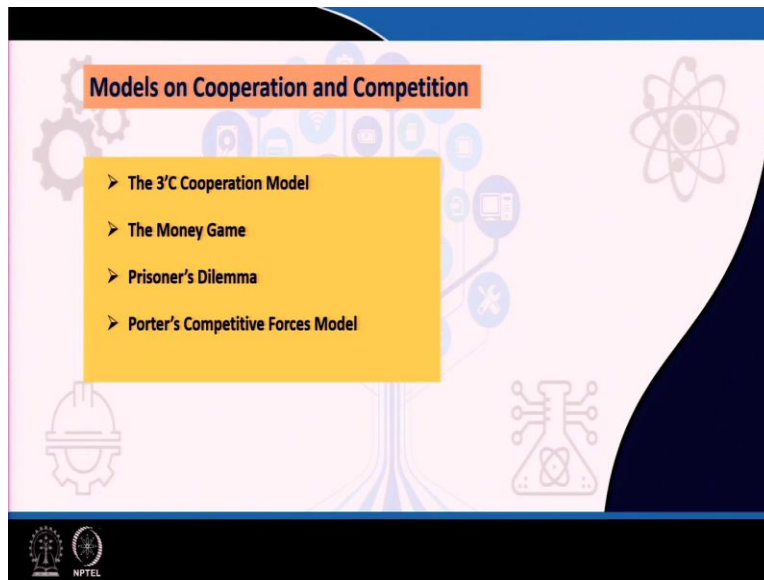 Models on Cooperation and Competition
The 3'C Cooperation Model
The Money Game
Prisoner's Dilemma
Porter's Competitive Forces Model
NPTEL